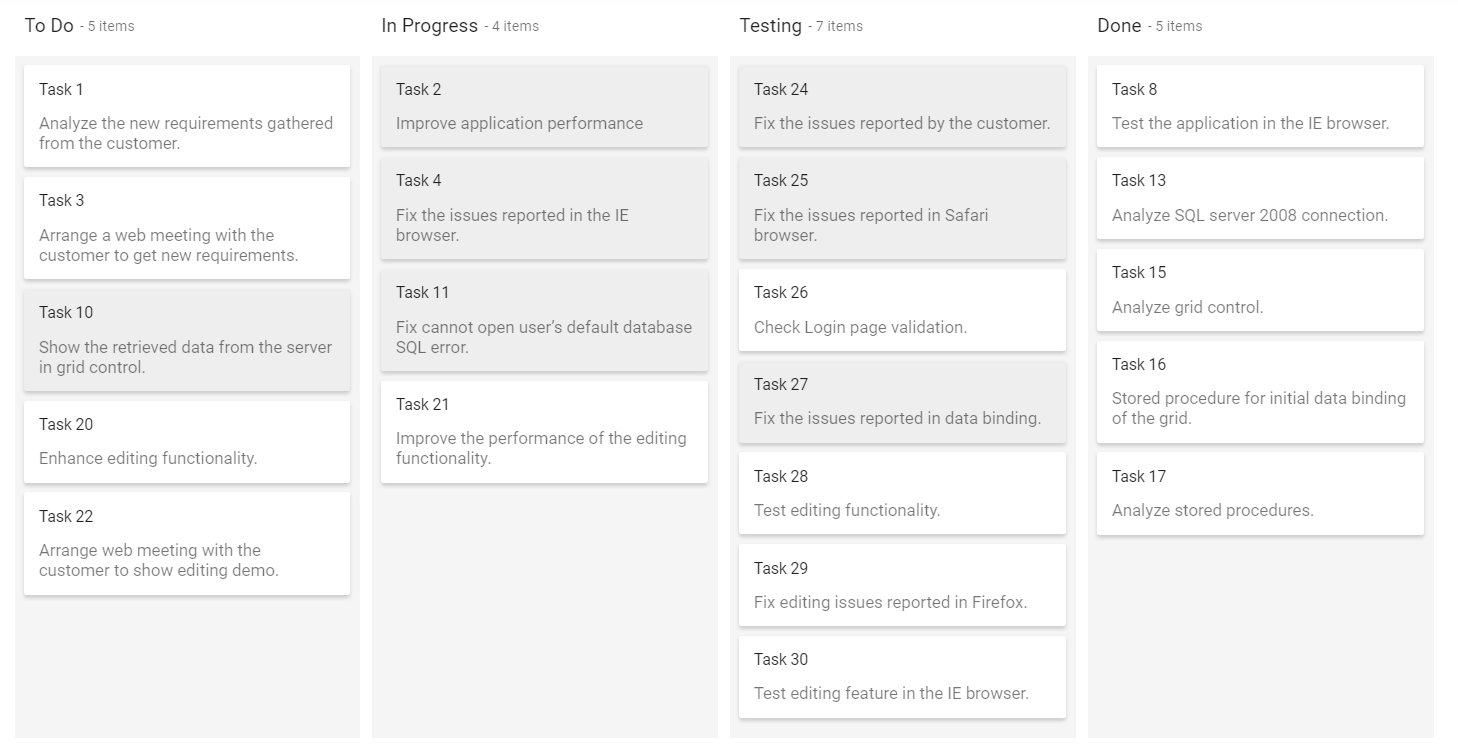 To Do - 5 items
Task 1
Analyze the new requirements gathered
from the customer.
Task 3
Arrange a web meeting with the
customer to get new requirements.
Task 10
Show the retrieved data from the server
in grid control.
Task 20
Enhance editing functionality.
Task 22
Arrange web meeting with the
customer to show editing demo.
In Progress - 4 items
Task 2
Improve application performance
Task 4
Fix the issues reported in the IE
browser.
Task 11
Fix cannot open user’s default database
SQL error.
Task 21
Improve the performance of the editing
functionality.
Testing - 7 items
Task 24
Fix the issues reported by the customer.
Task 25
Fix the issues reported in Safari
browser.
Task 26
Check Login page validation.
Task 27
Fix the issues reported in data binding.
Task 28
Test editing functionality.
Task 29
Fix editing issues reported in Firefox.
Task 30
Test editing feature in the IE browser.
Done - 5 items
Task 8
Test the application in the IE browser.
Task 13
Analyze SQL server 2008 connection.
Task 15
Analyze grid control.
Task 16
Stored procedure for initial data binding
of the grid.
Task 17
Analyze stored procedures.